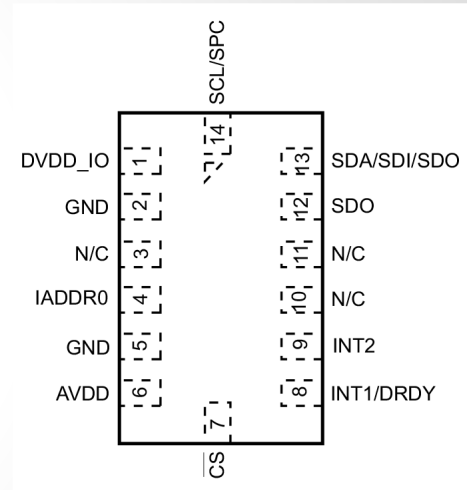 SCL/SPC
14
DVDD_IO 1 13 SDA/SDI/SDO
GND 2 12 SDO
N/C 3 11 N/C
IADDR0 4 10 N/C
GND 5 9 INT2
AVDD 6 8 INT1/DRDY
7
CS